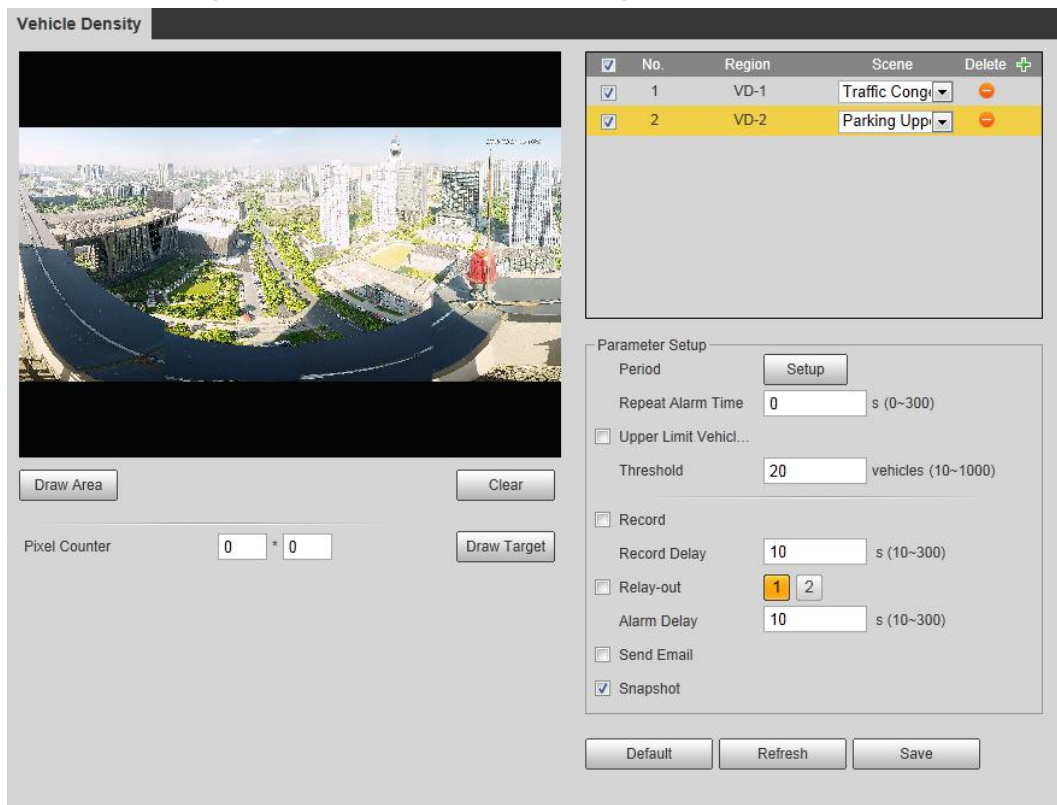 Vehicle Density
No. Region Scene Delete
1 VD-1 Traffic Cong
2 VD-2 Parking Upp
Draw Area Clear
Pixel Counter 0 * 0 Draw Target
Parameter Setup
Period Setup
Repeat Alarm Time 0 s (0~300)
Upper Limit Vehicl...
Threshold 20 vehicles (10~1000)
Record
Record Delay 10 s (10~300)
Relay-out 1 2
Alarm Delay 10 s (10~300)
Send Email
Snapshot
Default Refresh Save